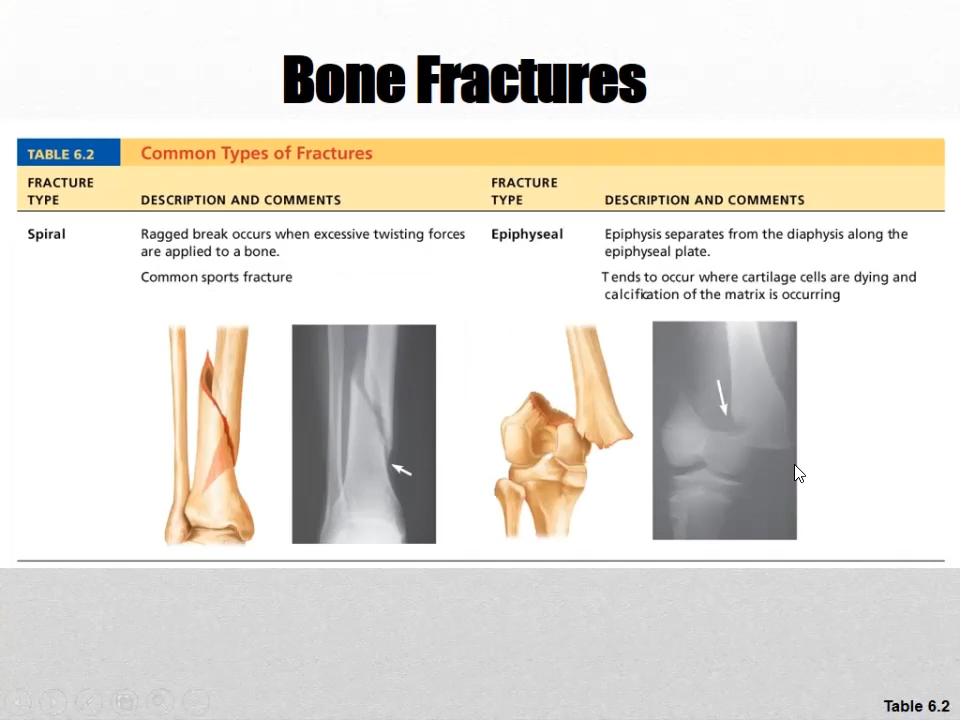 Bone Fractures
TABLE 6.2 Common Types of Fractures
FRACTURE TYPE DESCRIPTION AND COMMENTS FRACTURE TYPE DESCRIPTION AND COMMENTS
Spiral
Ragged break occurs when excessive twisting forces
are applied to a bone.
Common sports fracture
Epiphyseal
Epiphysis separates from the diaphysis along the
epiphyseal plate.
Tends to occur where cartilage cells are dying and
calcification of the matrix is occurring
Table 6.2